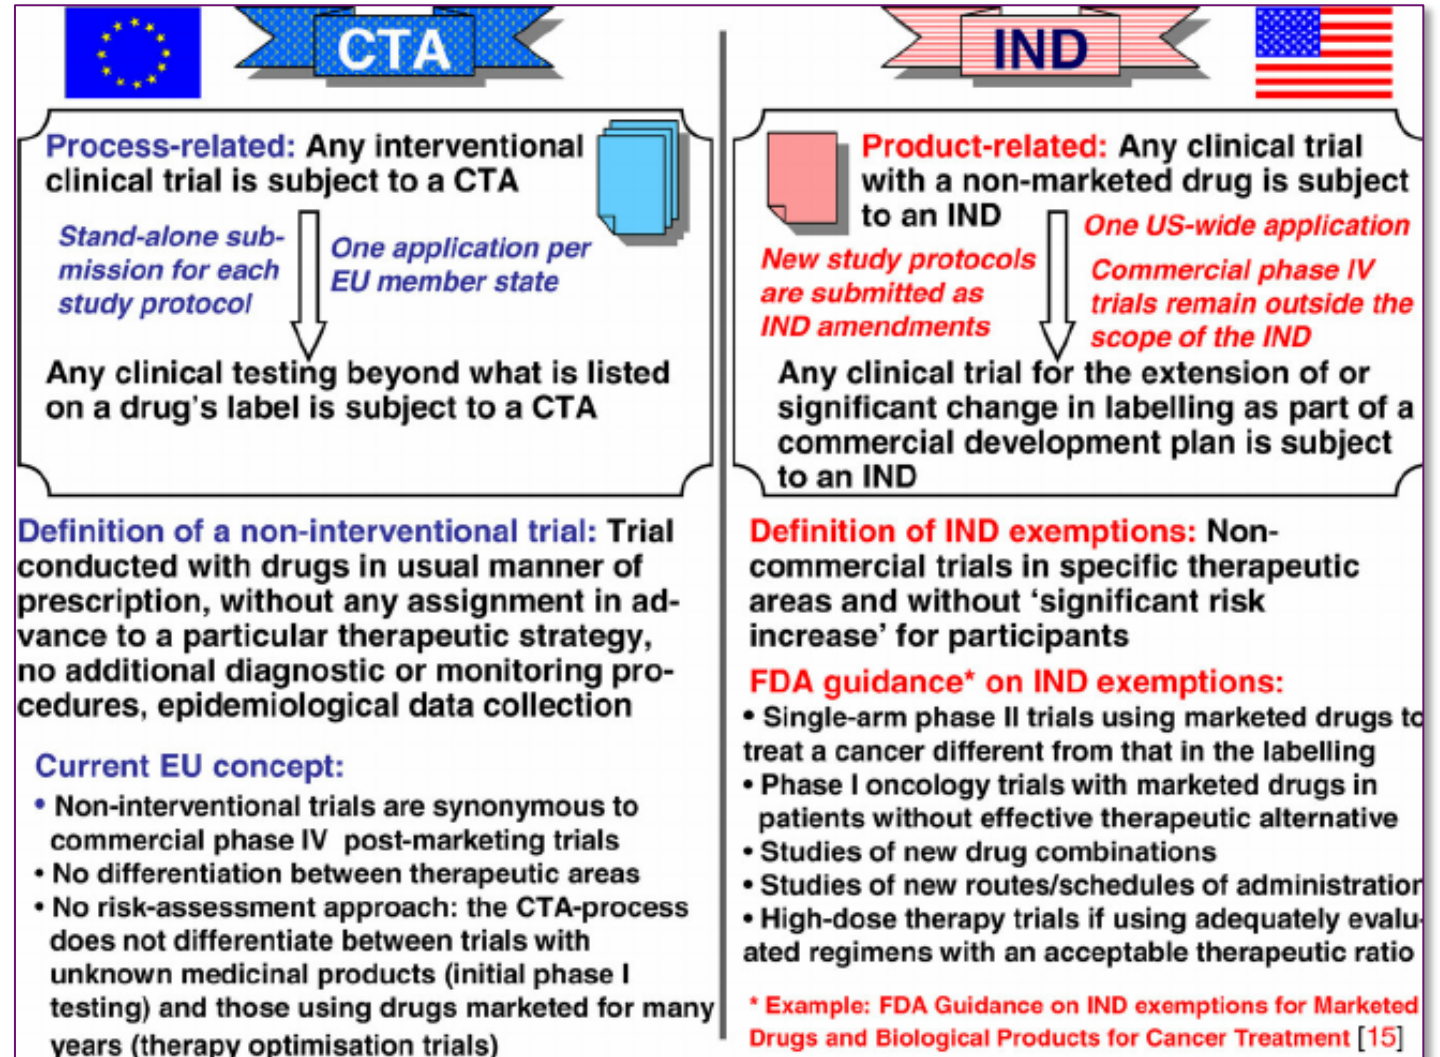 CTA
Process-related: Any interventional
clinical trial is subject to a CTA
Stand-alone sub-
mission for each
study protocol
One application per
EU member state
Any clinical testing beyond what is listed
on a drug's label is subject to a CTA
Definition of a non-interventional trial: Trial
conducted with drugs in usual manner of
prescription, without any assignment in ad-
vance to a particular therapeutic strategy,
no additional diagnostic or monitoring pro-
cedures, epidemiological data collection
Current EU concept:
• Non-interventional trials are synonymous to
commercial phase IV post-marketing trials
• No differentiation between therapeutic areas
• No risk-assessment approach: the CTA-process
does not differentiate between trials with
unknown medicinal products (initial phase I
testing) and those using drugs marketed for many
years (therapy optimisation trials)
IND
Product-related: Any clinical trial
with a non-marketed drug is subject
to an IND
New study protocols
are submitted as
IND amendments
One US-wide application
Commercial phase IV
trials remain outside the
scope of the IND
Any clinical trial for the extension of or
significant change in labelling as part of a
commercial development plan is subject
to an IND
Definition of IND exemptions: Non-
commercial trials in specific therapeutic
areas and without 'significant risk
increase' for participants
FDA guidance* on IND exemptions:
• Single-arm phase II trials using marketed drugs to
treat a cancer different from that in the labelling
• Phase I oncology trials with marketed drugs in
patients without effective therapeutic alternative
• Studies of new drug combinations
• Studies of new routes/schedules of administration
• High-dose therapy trials if using adequately evalu-
ated regimens with an acceptable therapeutic ratio
* Example: FDA Guidance on IND exemptions for Marketed
Drugs and Biological Products for Cancer Treatment [15]